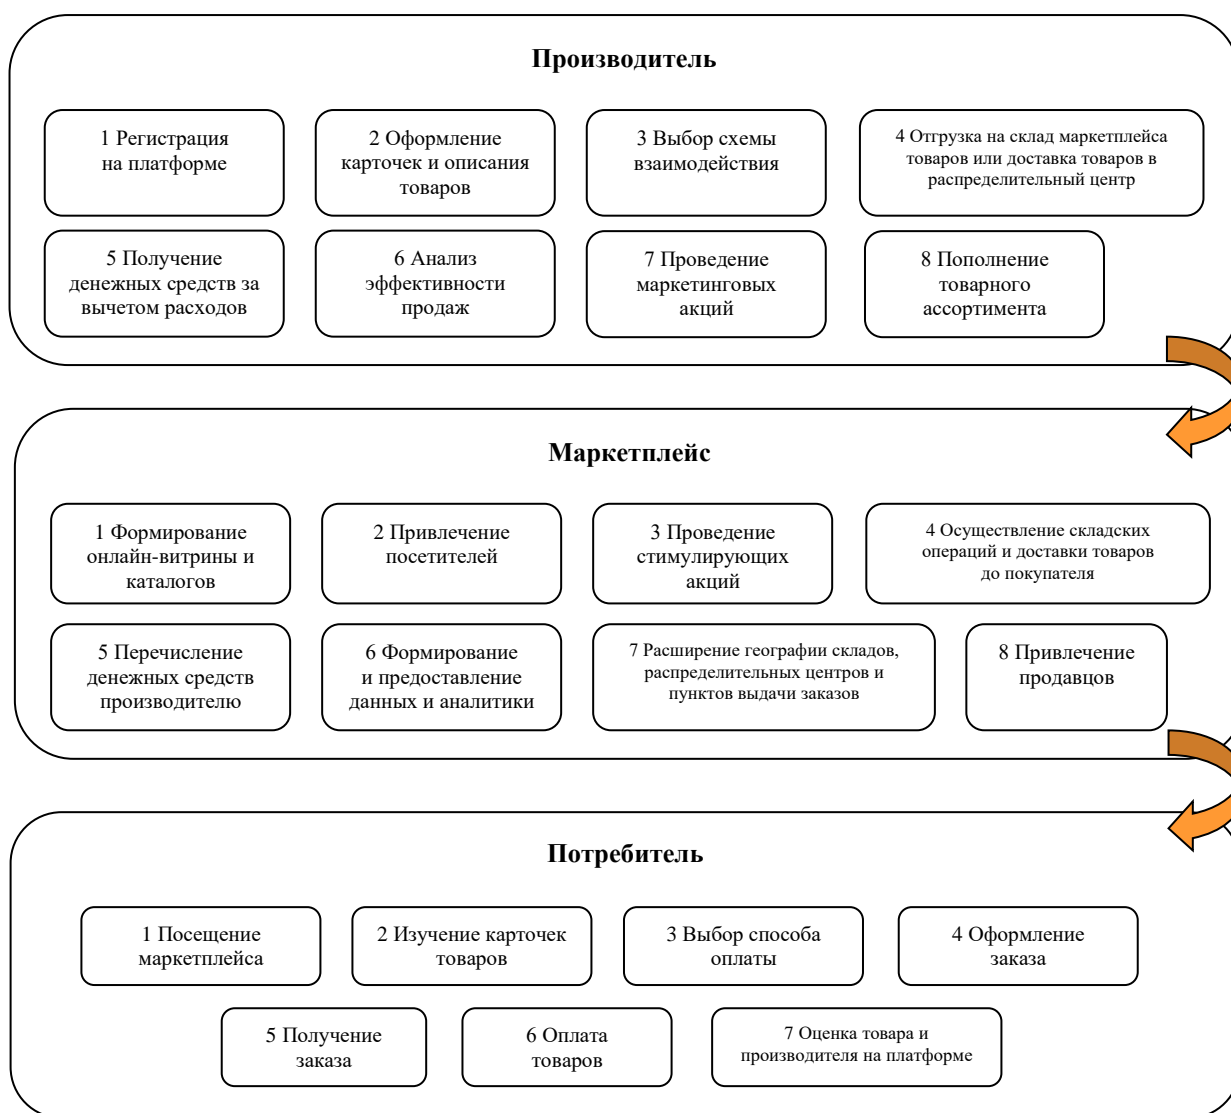 Производитель
1 Регистрация
на платформе
2 Оформление
карточек и описания
товаров
3 Выбор схемы
взаимодействия
4 Отгрузка на склад маркетплейса
товаров или доставка товаров в
распределительный центр
5 Получение
денежных средств за
вычетом расходов
6 Анализ
эффективности
продаж
7 Проведение
маркетинговых
акций
8 Пополнение
товарного
ассортимента
Маркетплейс
1 Формирование
онлайн-витрины и
каталогов
2 Привлечение
посетителей
3 Проведение
стимулирующих
акций
4 Осуществление складских
операций и доставки товаров
до покупателя
5 Перечисление
денежных средств
производителю
6 Формирование
и предоставление
данных и аналитики
7 Расширение географии складов,
распределительных центров и
пунктов выдачи заказов
8 Привлечение
продавцов
Потребитель
1 Посещение
маркетплейса
2 Изучение карточек
товаров
3 Выбор способа
оплаты
4 Оформление
заказа
5 Получение
заказа
6 Оплата
товаров
7 Оценка товара и
производителя на платформе